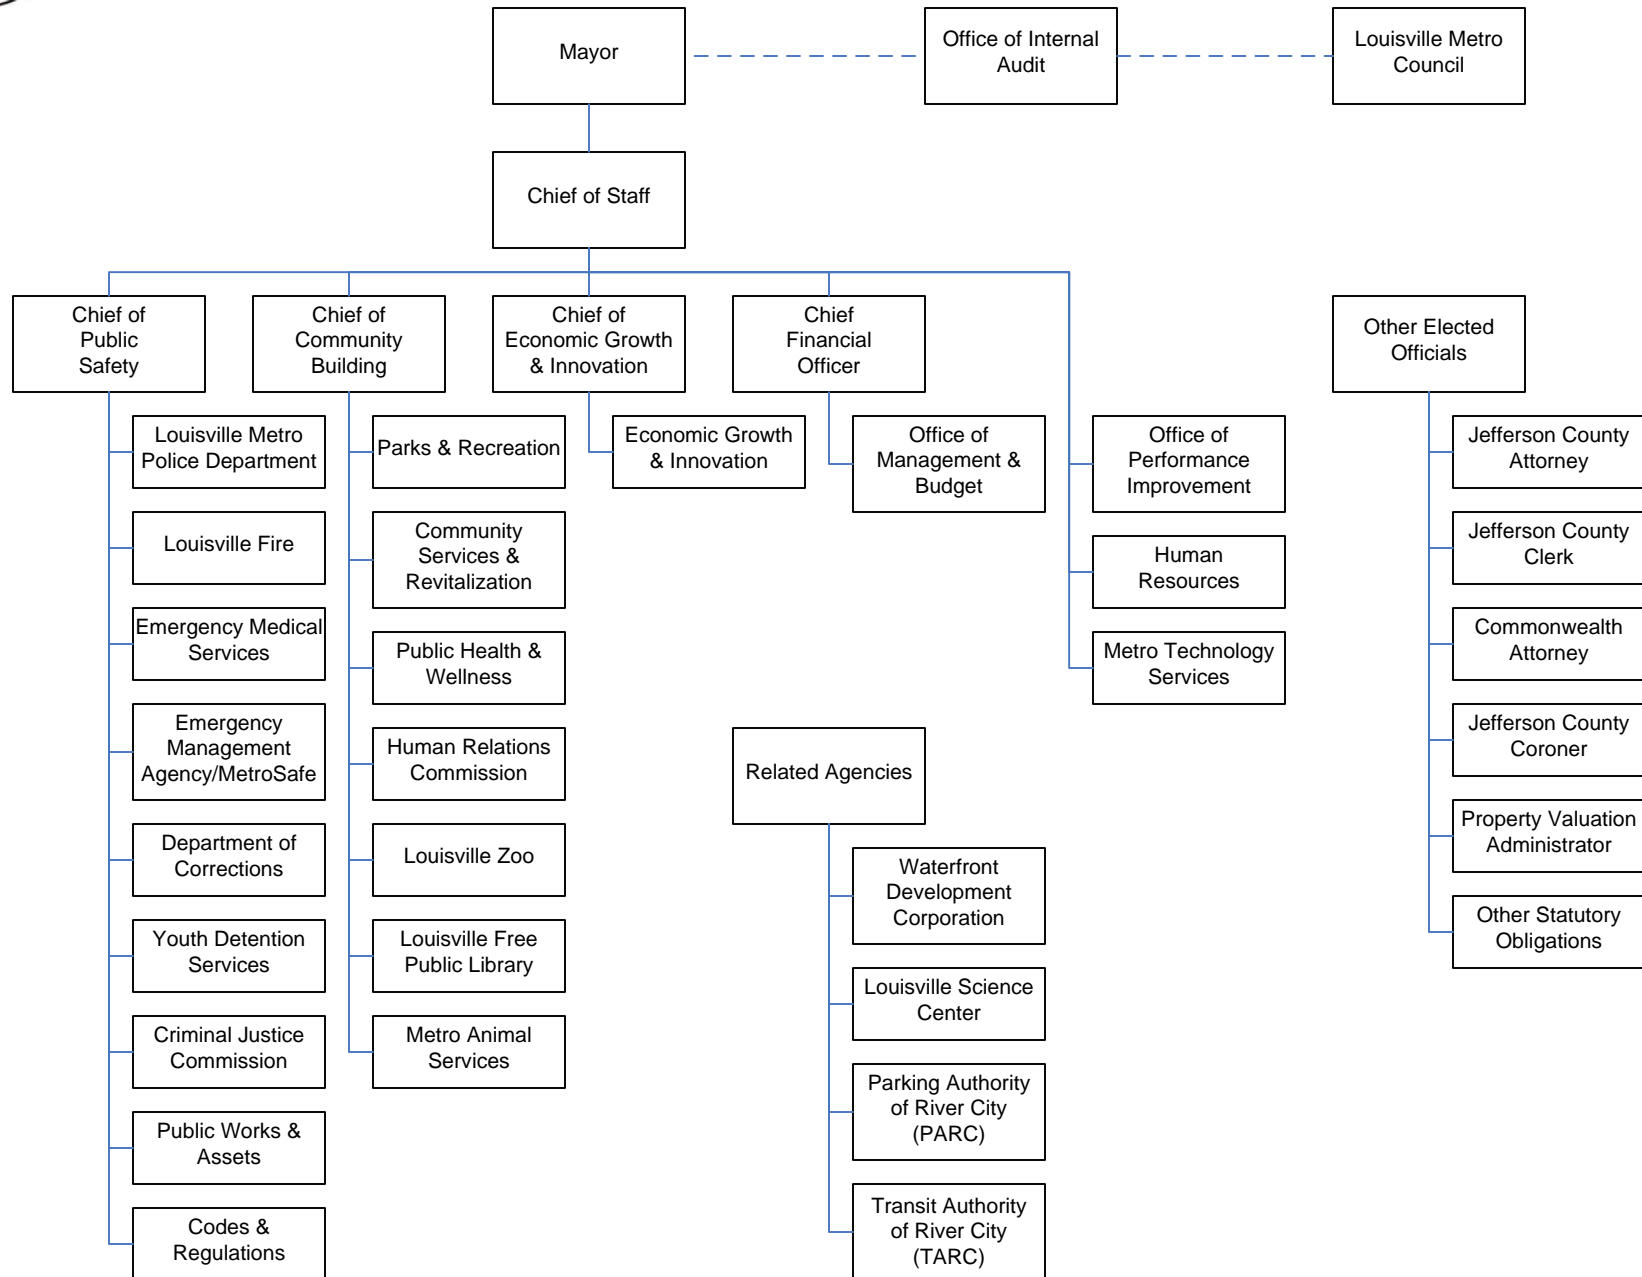 Mayor
Office of Internal
Audit
Louisville Metro
Council
Chief of Staff
Chief of
Public
Safety
Chief of
Community
Building
Chief of
Economic Growth
& Innovation
Chief
Financial
Officer
Other Elected
Officials
Louisville Metro
Police Department
Louisville Fire
Emergency Medical
Services
Emergency
Management
Agency/MetroSafe
Department of
Corrections
Youth Detention
Services
Criminal Justice
Commission
Public Works &
Assets
Codes &
Regulations
Parks & Recreation
Community
Services &
Revitalization
Public Health &
Wellness
Human Relations
Commission
Louisville Zoo
Louisville Free
Public Library
Metro Animal
Services
Economic Growth
& Innovation
Office of
Management &
Budget
Office of
Performance
Improvement
Human
Resources
Metro Technology
Services
Related Agencies
Waterfront
Development
Corporation
Louisville Science
Center
Parking Authority
of River City
(PARC)
Transit Authority
of River City
(TARC)
Jefferson County
Attorney
Jefferson County
Clerk
Commonwealth
Attorney
Jefferson County
Coroner
Property Valuation
Administrator
Other Statutory
Obligations